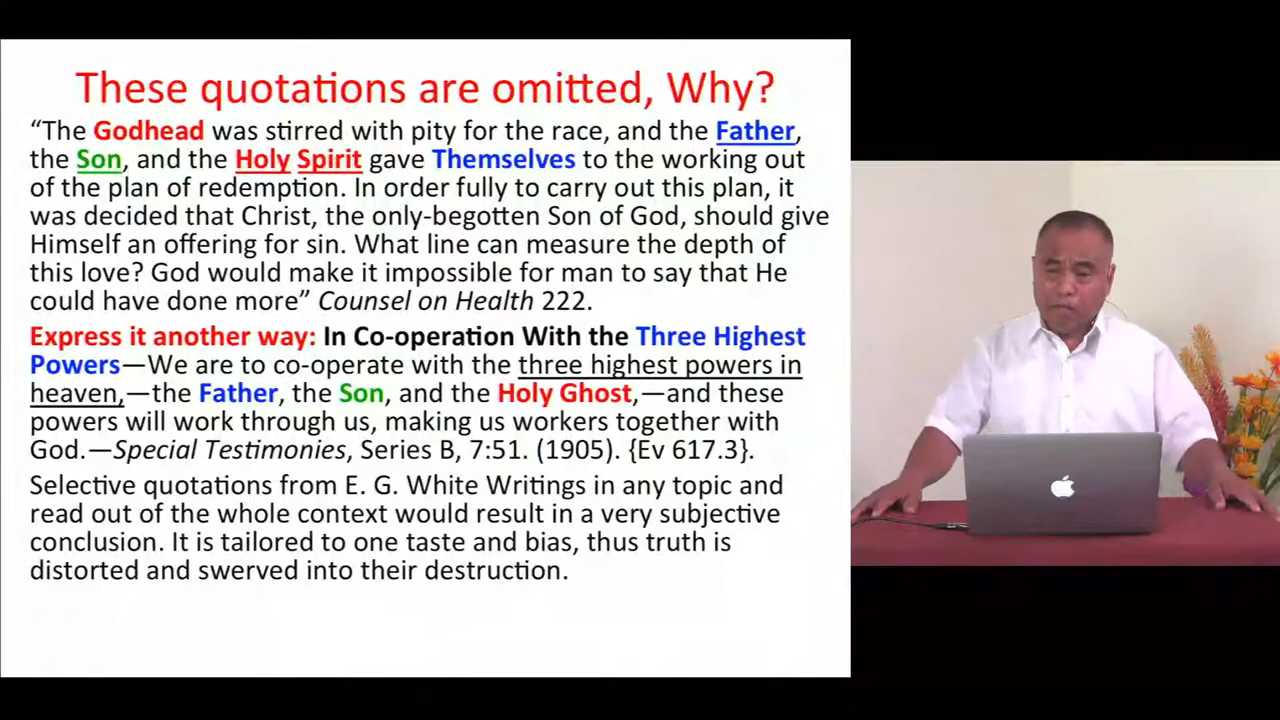 These quotations are omitted, Why?
“The Godhead was stirred with pity for the race, and the Father,
the Son, and the Holy Spirit gave Themselves to the working out
of the plan of redemption. In order fully to carry out this plan, it
was decided that Christ, the only-begotten Son of God, should give
Himself an offering for sin. What line can measure the depth of
this love? God would make it impossible for man to say that He
could have done more” Counsel on Health 222.
Express it another way: In Co-operation With the Three Highest
Powers—We are to co-operate with the three highest powers in
heaven,—the Father, the Son, and the Holy Ghost,—and these
powers will work through us, making us workers together with
God.—Special Testimonies, Series B, 7:51. (1905). {Ev 617.3}.
Selective quotations from E. G. White Writings in any topic and
read out of the whole context would result in a very subjective
conclusion. It is tailored to one taste and bias, thus truth is
distorted and swerved into their destruction.